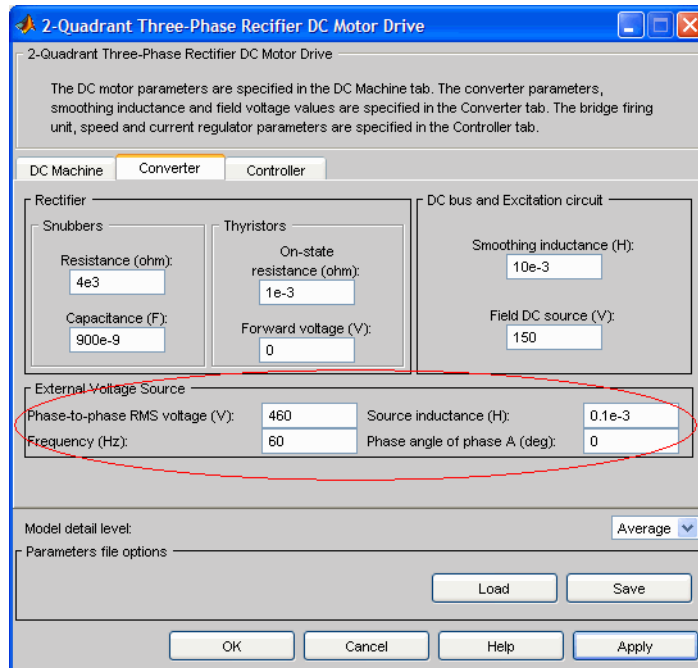 2-Quadrant Three-Phase Rectifier DC Motor Drive
2-Quadrant Three-Phase Rectifier DC Motor Drive
The DC motor parameters are specified in the DC Machine tab. The converter parameters,
smoothing inductance and field voltage values are specified in the Converter tab. The bridge firing
unit, speed and current regulator parameters are specified in the Controller tab.
DC Machine Converter Controller
Rectifier
Snubbers
Resistance (ohm):
4e3
Capacitance (F):
900e-9
Thyristors
On-state
resistance (ohm):
1e-3
Forward voltage (V):
0
DC bus and Excitation circuit
Smoothing inductance (H):
10e-3
Field DC source (V):
150
External Voltage Source
Phase-to-phase RMS voltage (V): 460 Source inductance (H): 0.1e-3
Frequency (Hz): 60 Phase angle of phase A (deg): 0
Model detail level: Average
Parameters file options
Load Save
OK Cancel Help Apply